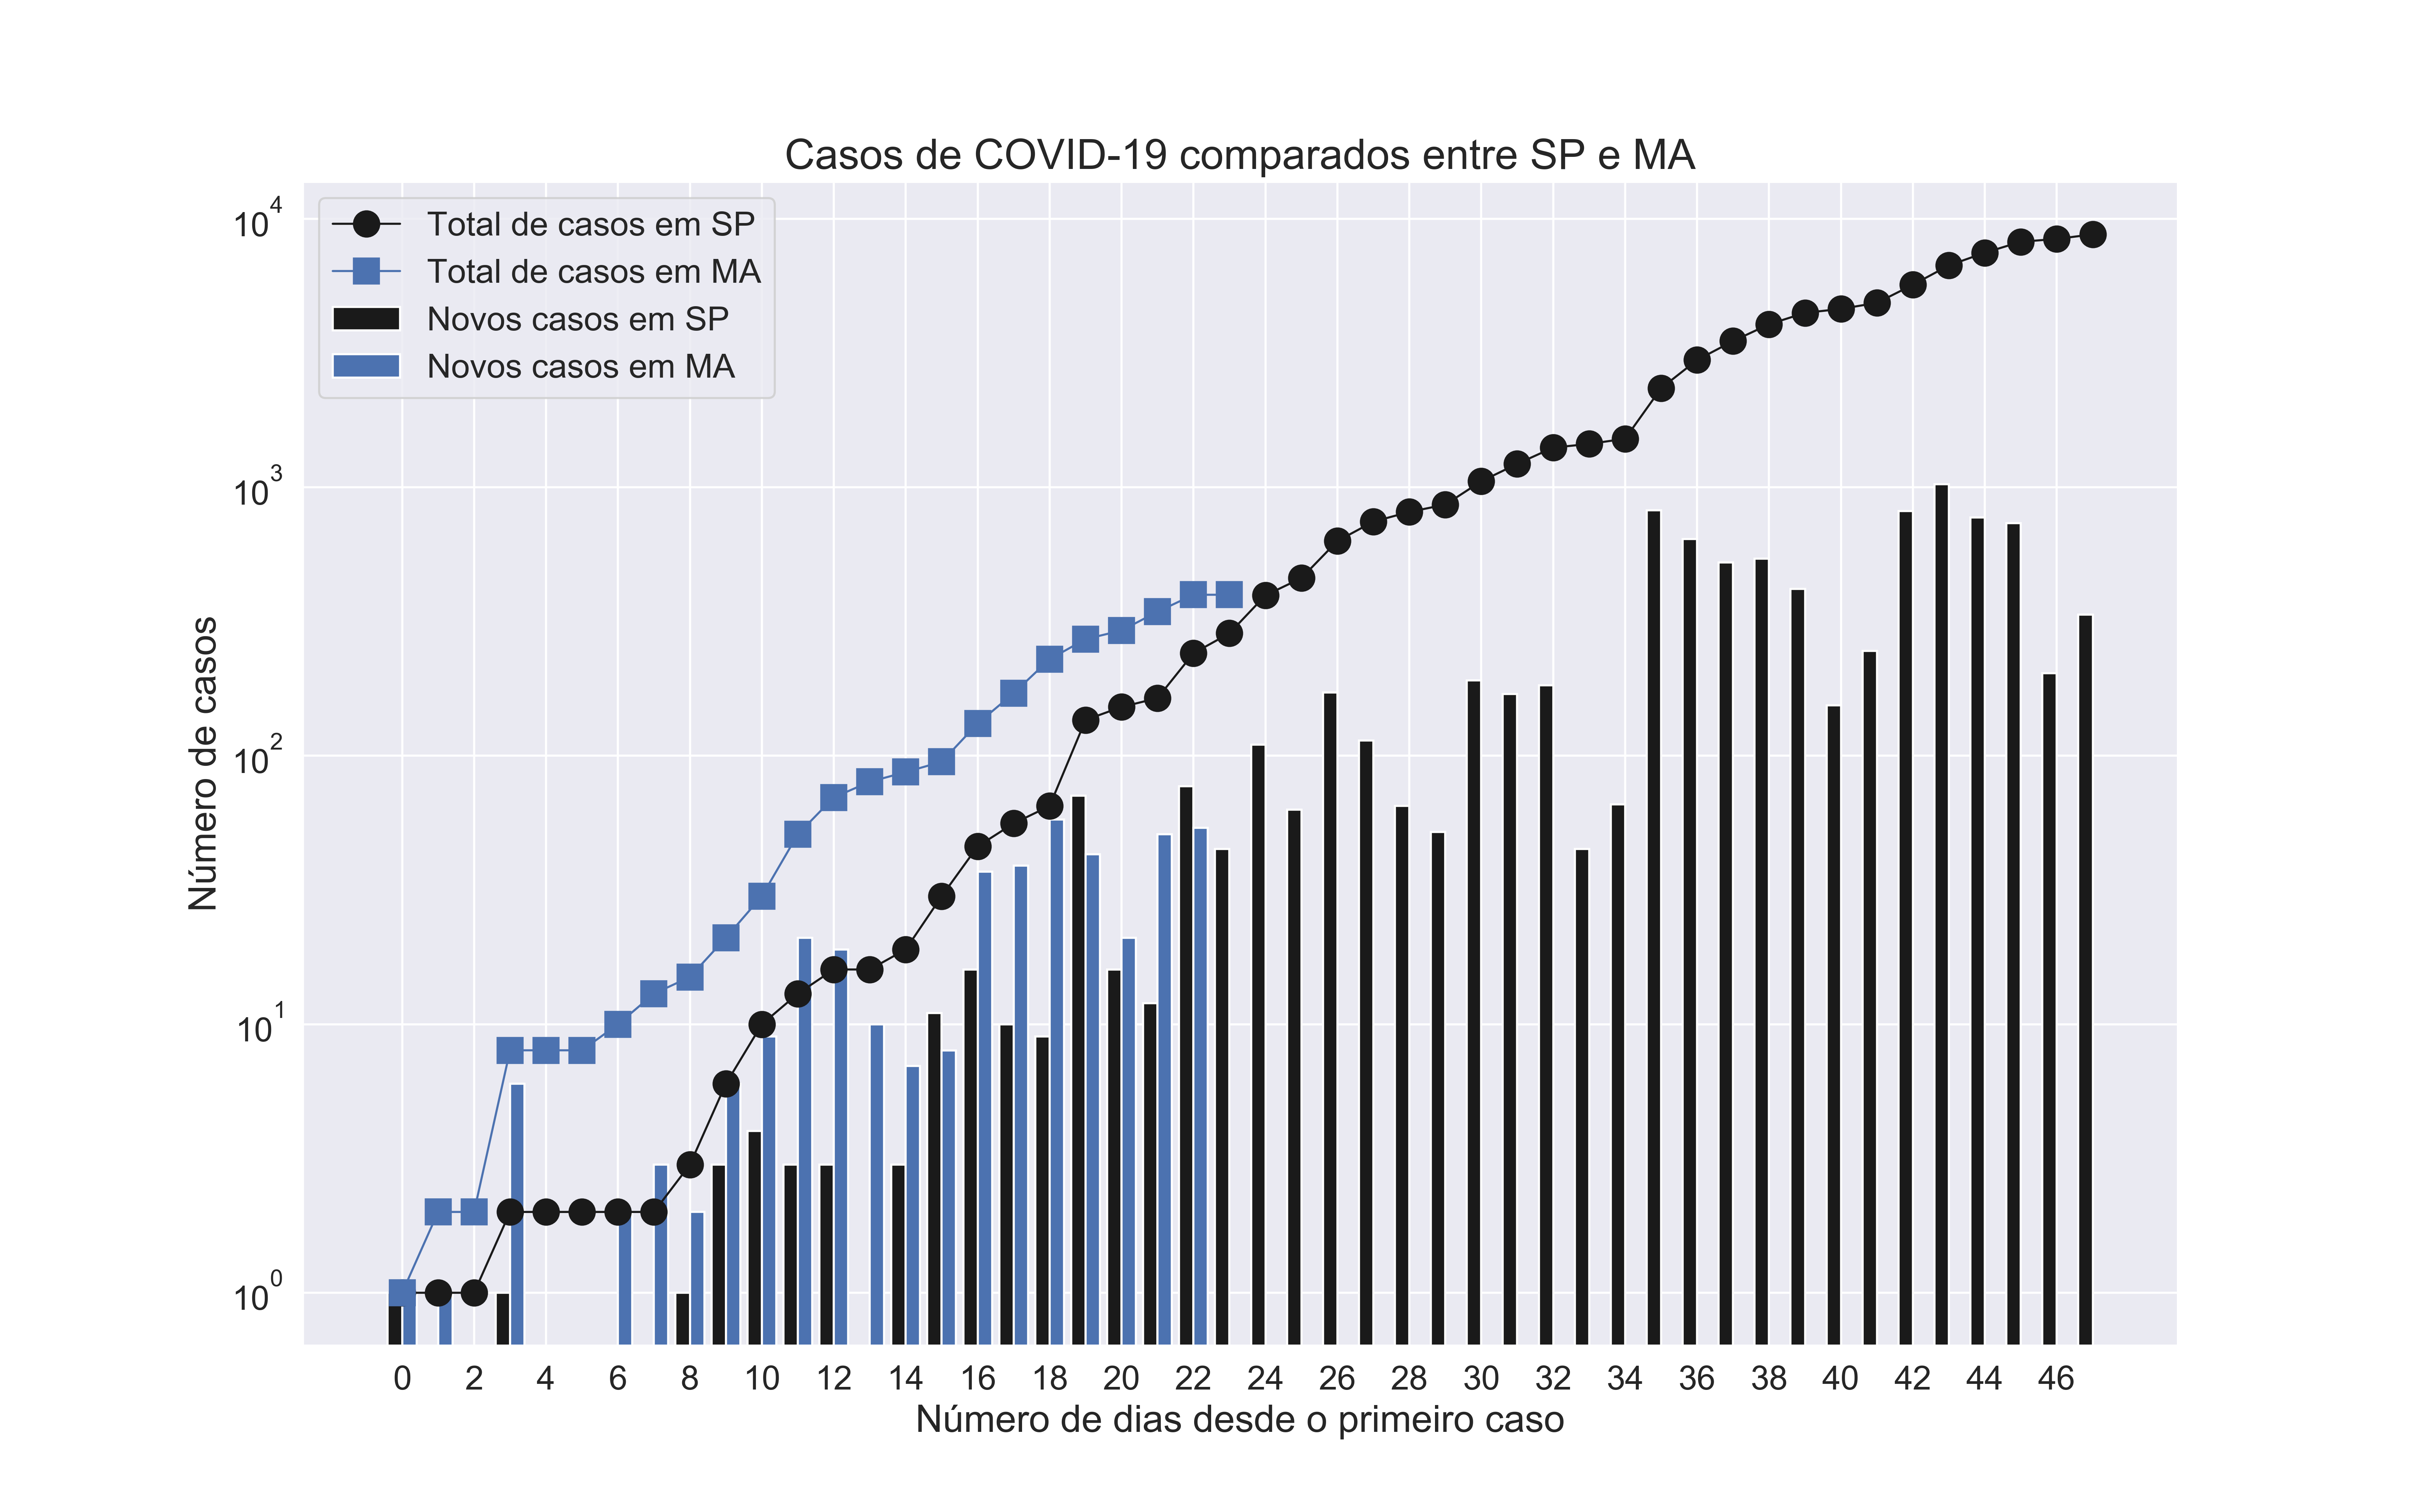 Casos de COVID-19 comparados entre SP e MA
Total de casos em SP
Total de casos em MA
Novos casos em SP
Novos casos em MA
Número de casos
10^4
10^3
10^2
10^1
10^0
0 2 4 6 8 10 12 14 16 18 20 22 24 26 28 30 32 34 36 38 40 42 44 46
Número de dias desde o primeiro caso